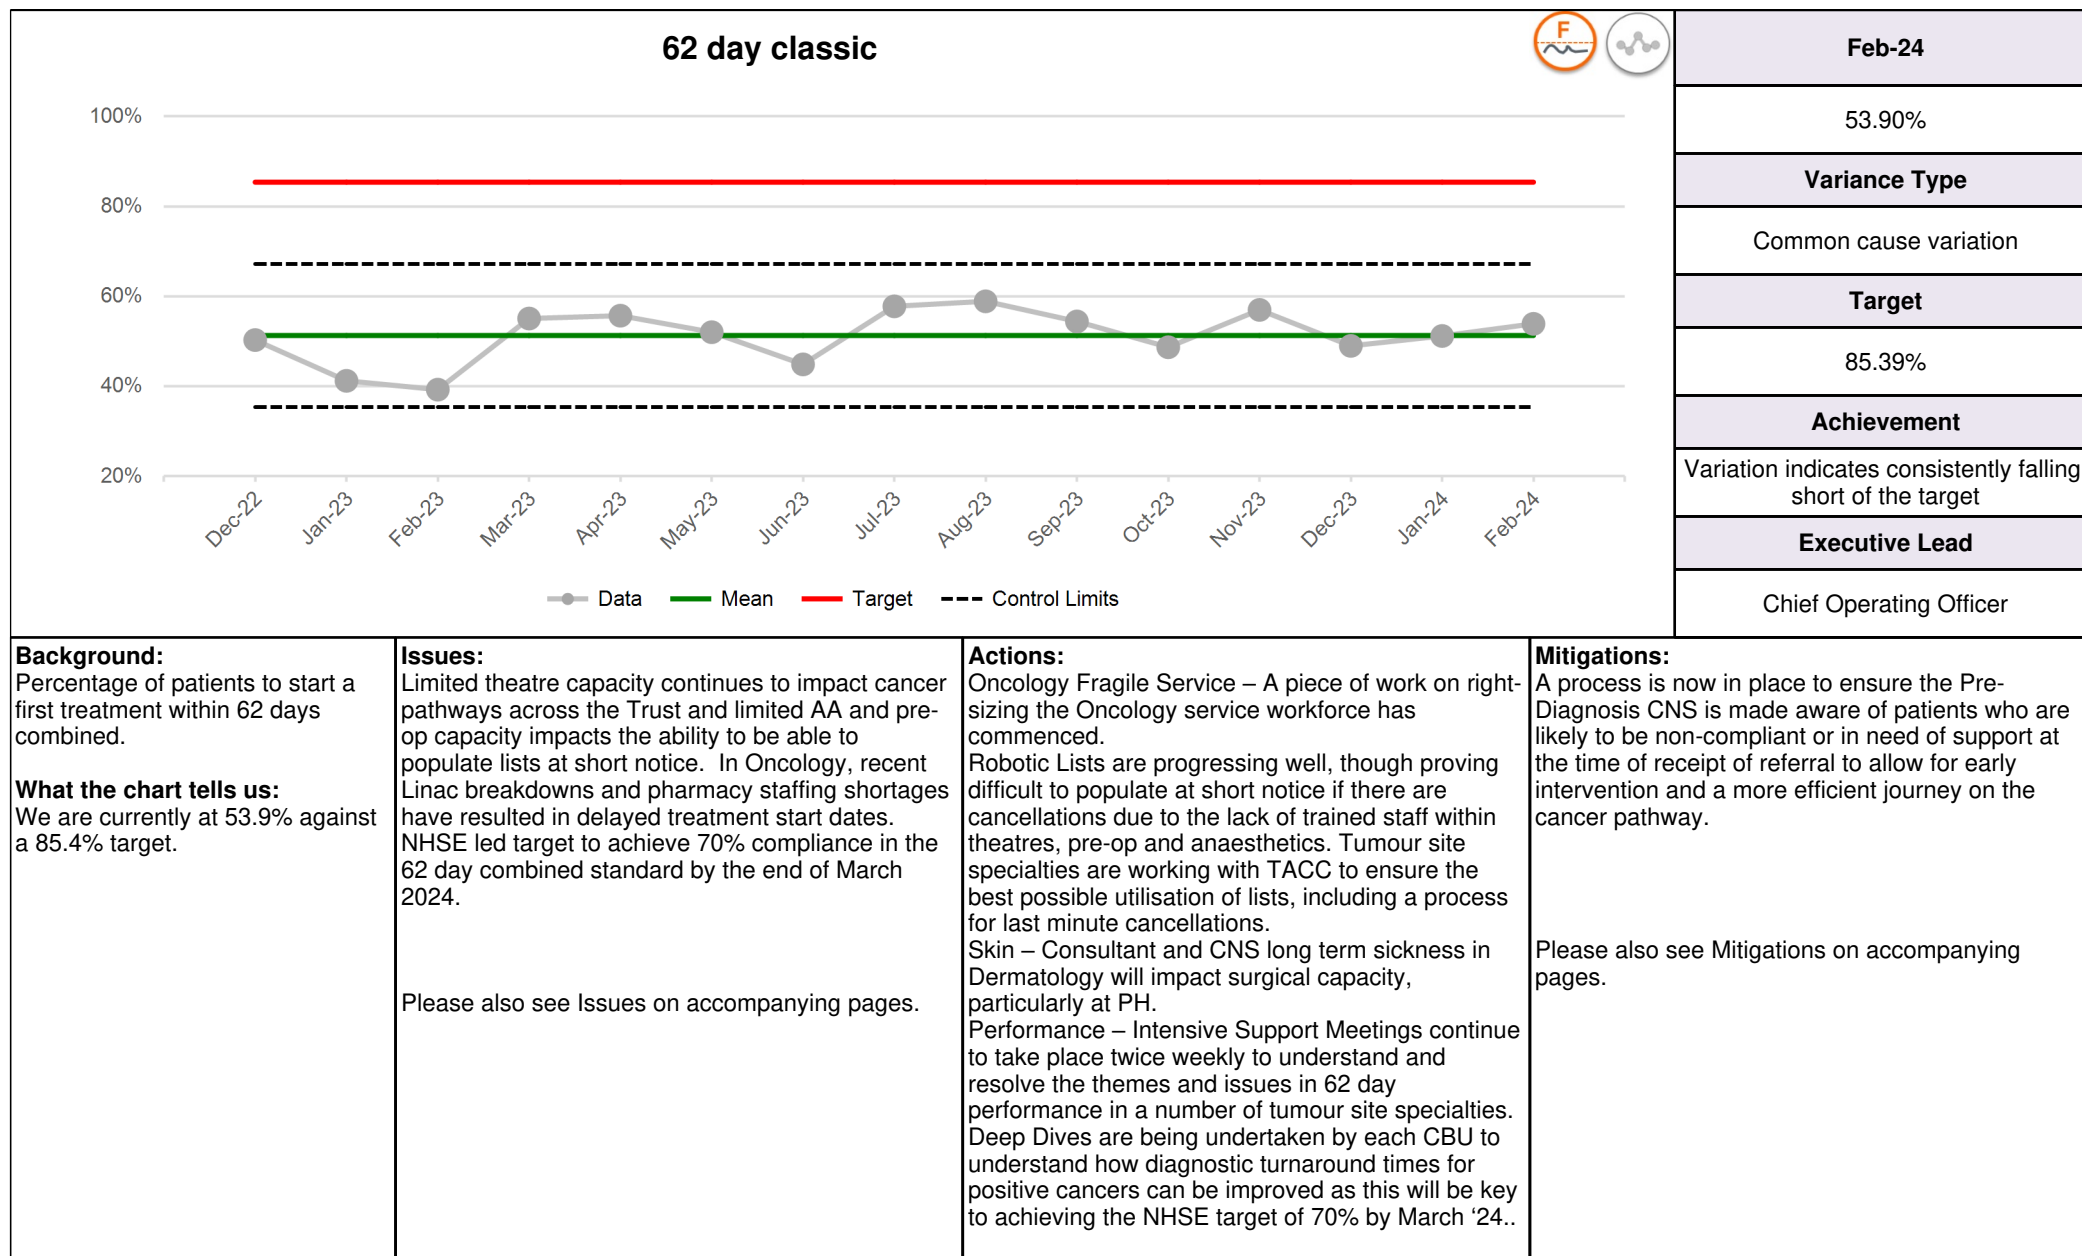 62 day classic
F
100%
80%
60%
40%
20%
Dec-22
Jan-23
Feb-23
Mar-23
Apr-23
May-23
Jun-23
Jul-23
Aug-23
Sep-23
Oct-23
Nov-23
Dec-23
Jan-24
Feb-24
Data
Mean
Target
Control Limits
Feb-24
53.90%
Variance Type
Common cause variation
Target
85.39%
Achievement
Variation indicates consistently falling
short of the target
Executive Lead
Chief Operating Officer
Background:
Percentage of patients to start a
first treatment within 62 days
combined.
What the chart tells us:
We are currently at 53.9% against
a 85.4% target.
Issues:
Limited theatre capacity continues to impact cancer
pathways across the Trust and limited AA and pre-
op capacity impacts the ability to be able to
populate lists at short notice.  In Oncology, recent
Linac breakdowns and pharmacy staffing shortages
have resulted in delayed treatment start dates.
NHSE led target to achieve 70% compliance in the
62 day combined standard by the end of March
2024.
Please also see Issues on accompanying pages.
Actions:
Oncology Fragile Service – A piece of work on right-
sizing the Oncology service workforce has
commenced.
Robotic Lists are progressing well, though proving
difficult to populate at short notice if there are
cancellations due to the lack of trained staff within
theatres, pre-op and anaesthetics. Tumour site
specialties are working with TACC to ensure the
best possible utilisation of lists, including a process
for last minute cancellations.
Skin – Consultant and CNS long term sickness in
Dermatology will impact surgical capacity,
particularly at PH.
Performance – Intensive Support Meetings continue
to take place twice weekly to understand and
resolve the themes and issues in 62 day
performance in a number of tumour site specialties.
Deep Dives are being undertaken by each CBU to
understand how diagnostic turnaround times for
positive cancers can be improved as this will be key
to achieving the NHSE target of 70% by March ‘24..
Mitigations:
A process is now in place to ensure the Pre-
Diagnosis CNS is made aware of patients who are
likely to be non-compliant or in need of support at
the time of receipt of referral to allow for early
intervention and a more efficient journey on the
cancer pathway.
Please also see Mitigations on accompanying
pages.